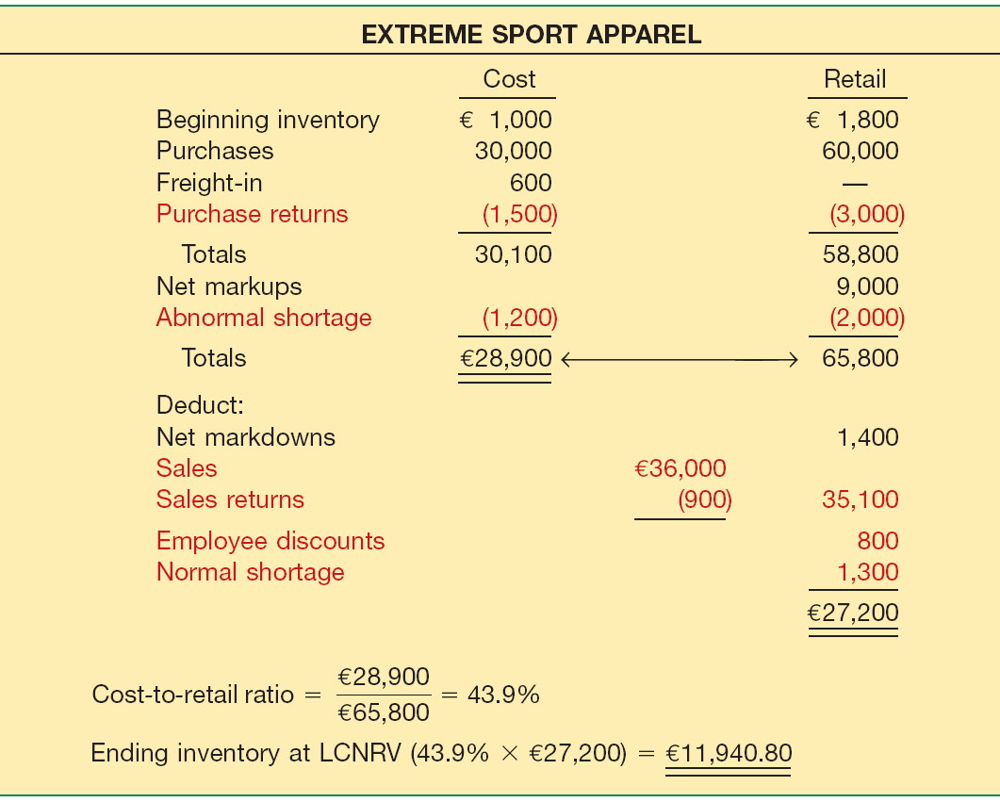 EXTREME SPORT APPAREL
Cost Retail
Beginning inventory € 1,000 € 1,800
Purchases 30,000 60,000
Freight-in 600 —
Purchase returns (1,500) (3,000)
Totals 30,100 58,800
Net markups 9,000
Abnormal shortage (1,200) (2,000)
Totals €28,900 ⟷ 65,800
Deduct:
Net markdowns 1,400
Sales €36,000
Sales returns (900) 35,100
Employee discounts 800
Normal shortage 1,300
€27,200
Cost-to-retail ratio = €28,900 / €65,800 = 43.9%
Ending inventory at LCNRV (43.9% × €27,200) = €11,940.80